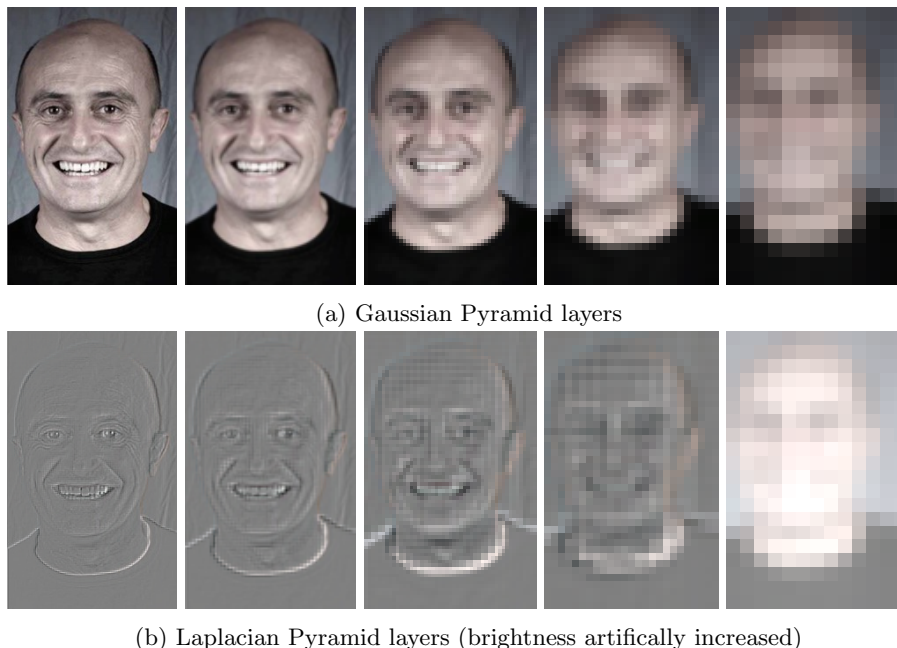 (a) Gaussian Pyramid layers
(b) Laplacian Pyramid layers (brightness artifically increased)